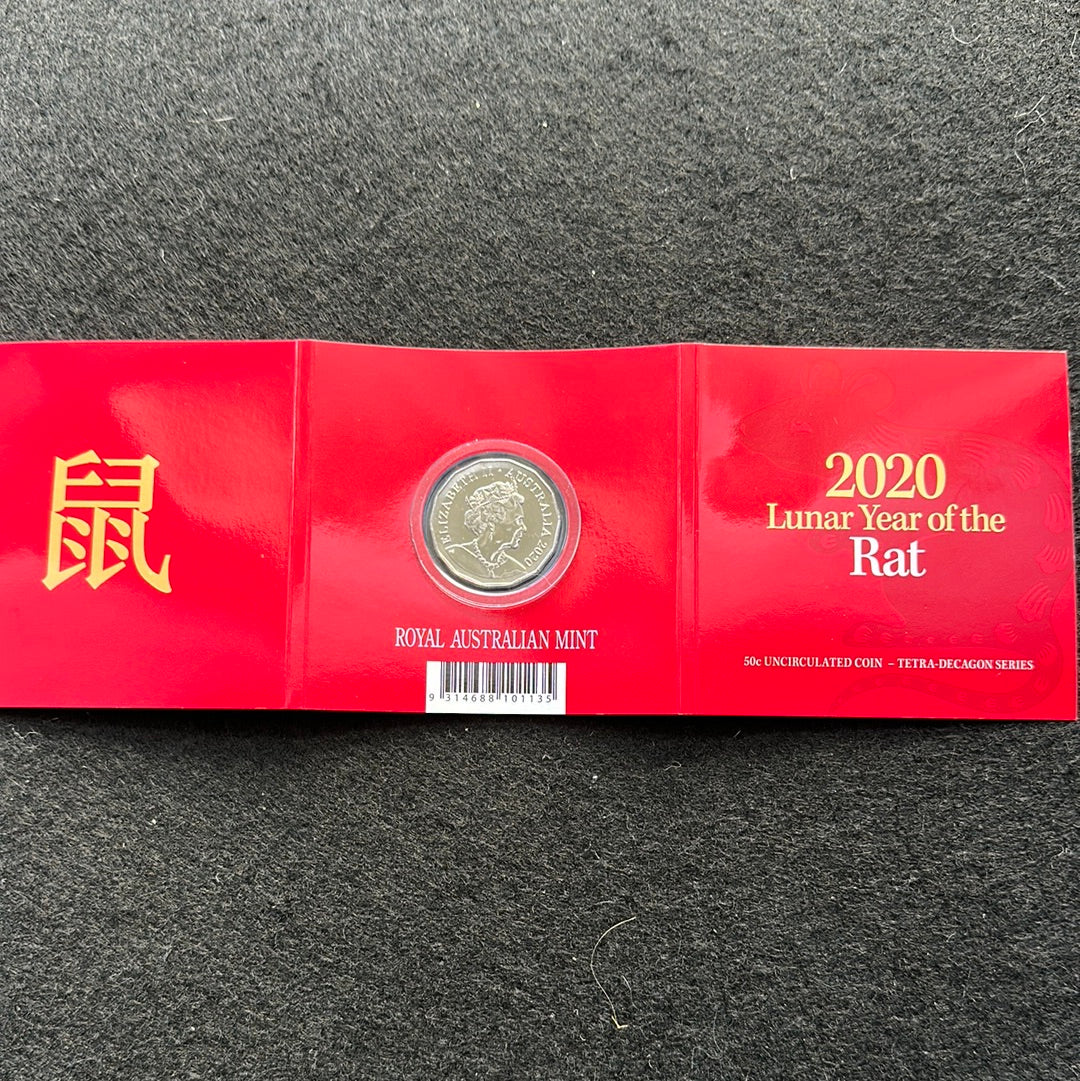 鼠
ELIZABETH II • AUSTRALIA 2020
ROYAL AUSTRALIAN MINT
9 314688 101135
2020
Lunar Year of the
Rat
50c UNCIRCULATED COIN – TETRA-DECAGON SERIES